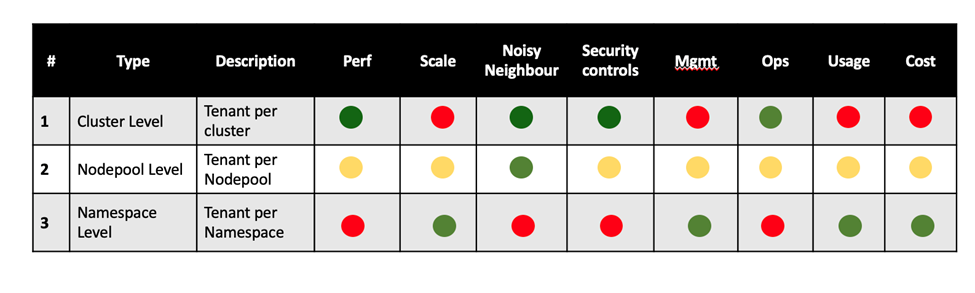 # Type Description Perf Scale Noisy Neighbour Security controls Mgmt Ops Usage Cost
1 Cluster Level Tenant per cluster
2 Nodepool Level Tenant per Nodepool
3 Namespace Level Tenant per Namespace